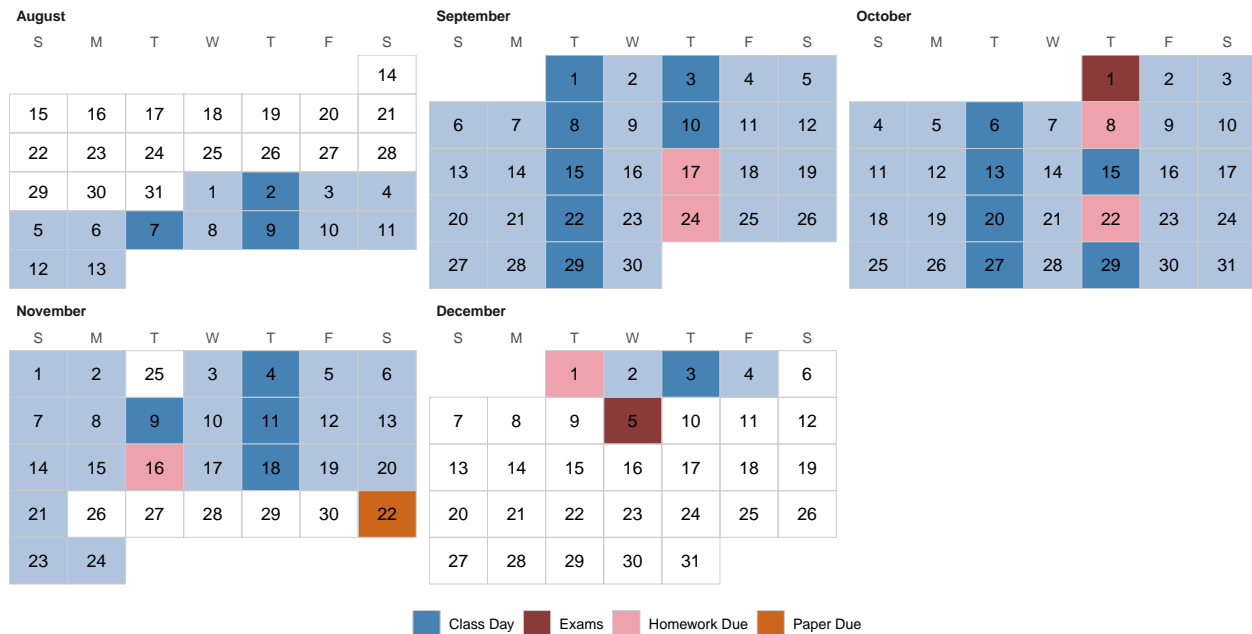 August
S M T W T F S
14
15 16 17 18 19 20 21
22 23 24 25 26 27 28
29 30 31 1 2 3 4
5 6 7 8 9 10 11
12 13
September
S M T W T F S
1 2 3 4 5
6 7 8 9 10 11 12
13 14 15 16 17 18 19
20 21 22 23 24 25 26
27 28 29 30
October
S M T W T F S
1 2 3
4 5 6 7 8 9 10
11 12 13 14 15 16 17
18 19 20 21 22 23 24
25 26 27 28 29 30 31
November
S M T W T F S
1 2 25 3 4 5 6
7 8 9 10 11 12 13
14 15 16 17 18 19 20
21 26 27 28 29 30 22
23 24
December
S M T W T F S
1 2 3 4 6
7 8 9 5 10 11 12
13 14 15 16 17 18 19
20 21 22 23 24 25 26
27 28 29 30 31
Class Day Exams Homework Due Paper Due